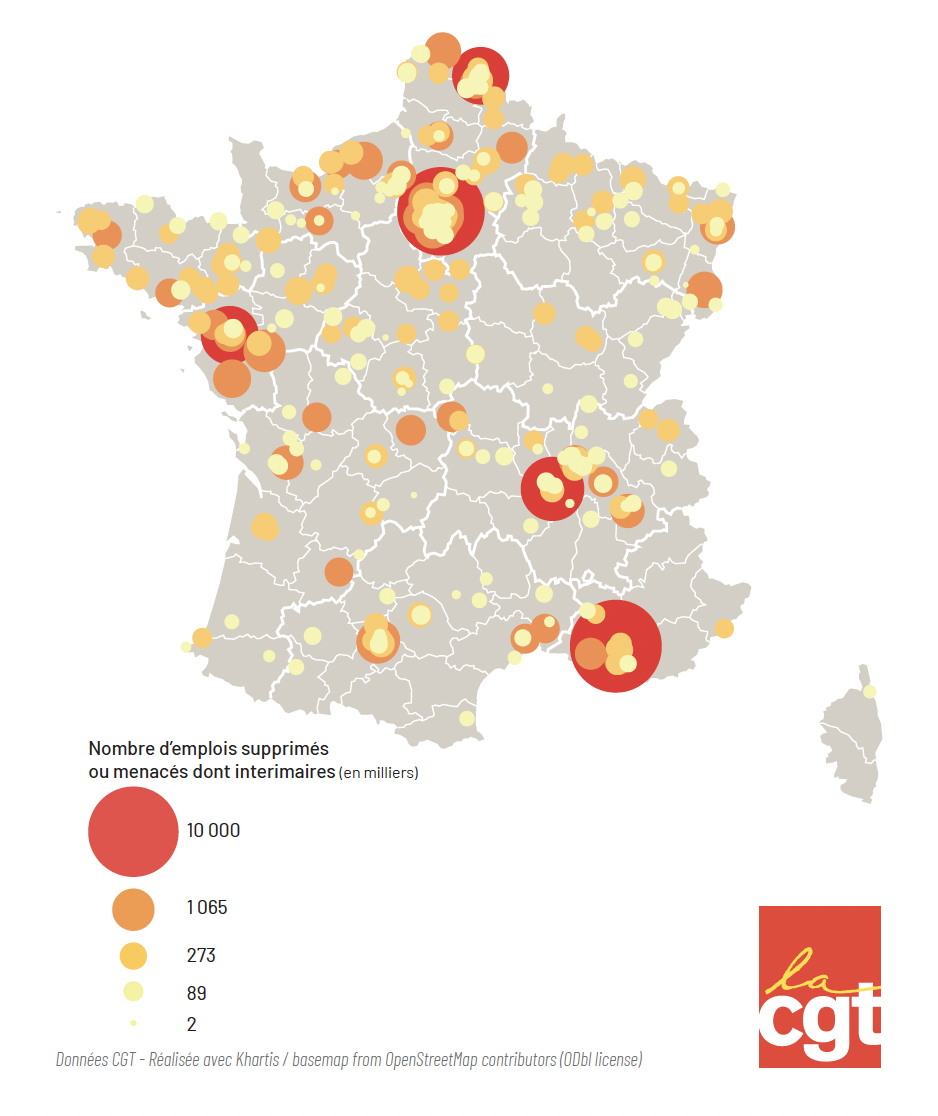 Nombre d'emplois supprimés
ou menacés dont interimaires (en milliers)
10 000
1 065
273
89
2
Données CGT - Réalisée avec Khartis / basemap from OpenStreetMap contributors (ODbl license)
la
cgt